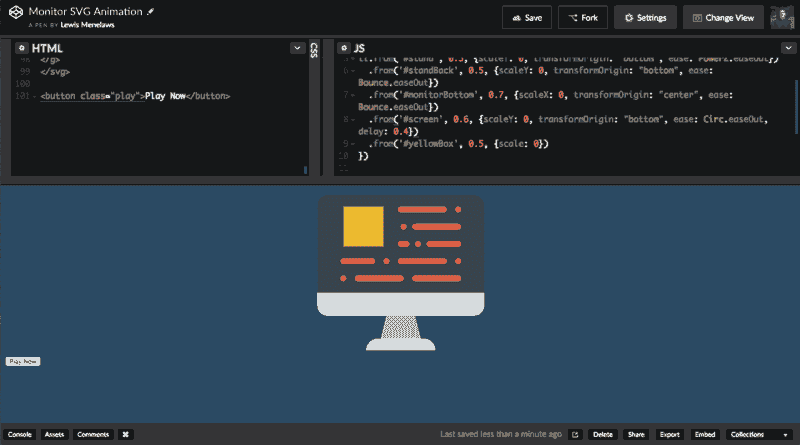 Monitor SVG Animation
A PEN BY Lewis Menelaws
Save
Fork
Settings
Change View
HTML
98 </g>
99 </svg>
100
101 <button class="play">Play Now</button>
CSS
JS
tl.from('#stand', 0.5, {scaleY: 0, transformOrigin: "bottom", ease: Power2.easeOut})
6 .from('#standBack', 0.5, {scaleY: 0, transformOrigin: "bottom", ease:
Bounce.easeOut})
7 .from('#monitorBottom', 0.7, {scaleX: 0, transformOrigin: "center", ease:
Bounce.easeOut})
8 .from('#screen', 0.6, {scaleY: 0, transformOrigin: "bottom", ease: Circ.easeOut,
delay: 0.4})
9 .from('#yellowBox', 0.5, {scale: 0})
10 })
Play Now
Console
Assets
Comments
⌘
Last saved less than a minute ago
Delete
Share
Export
Embed
Collections